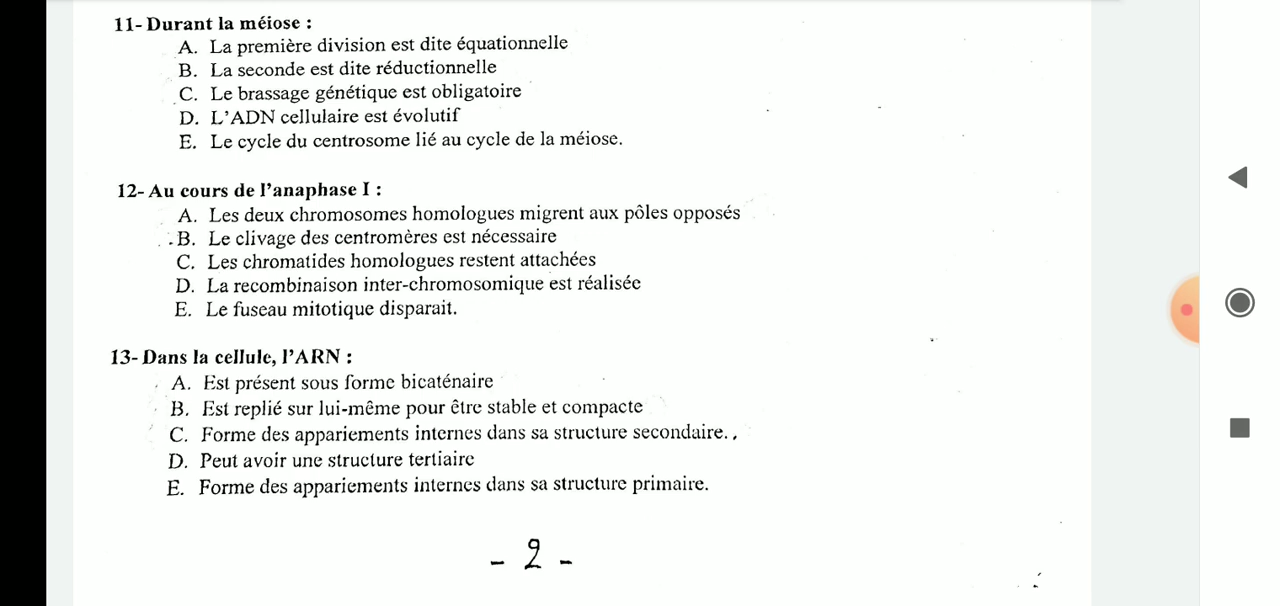 11- Durant la méiose :
A. La première division est dite équationnelle
B. La seconde est dite réductionnelle
C. Le brassage génétique est obligatoire
D. L'ADN cellulaire est évolutif
E. Le cycle du centrosome lié au cycle de la méiose.
12- Au cours de l'anaphase I :
A. Les deux chromosomes homologues migrent aux pôles opposés
B. Le clivage des centromères est nécessaire
C. Les chromatides homologues restent attachées
D. La recombinaison inter-chromosomique est réalisée
E. Le fuseau mitotique disparait.
13- Dans la cellule, l'ARN :
A. Est présent sous forme bicaténaire
B. Est replié sur lui-même pour être stable et compacte
C. Forme des appariements internes dans sa structure secondaire.
D. Peut avoir une structure tertiaire
E. Forme des appariements internes dans sa structure primaire.
- 2 -